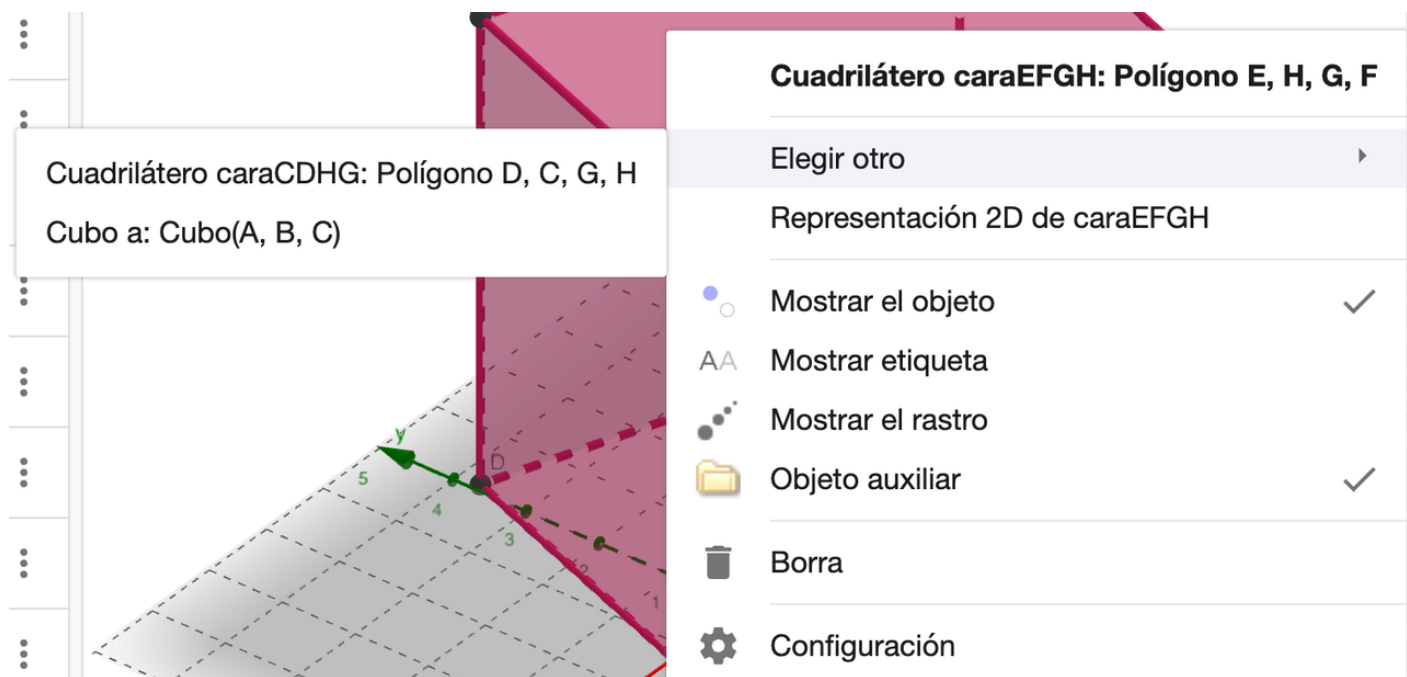 Cuadrilátero caraEFGH: Polígono E, H, G, F
Elegir otro
Cuadrilátero caraCDHG: Polígono D, C, G, H
Cubo a: Cubo(A, B, C)
Representación 2D de caraEFGH
Mostrar el objeto
AA Mostrar etiqueta
Mostrar el rastro
Objeto auxiliar
Borra
Configuración
y
D
5
4
3
2
1